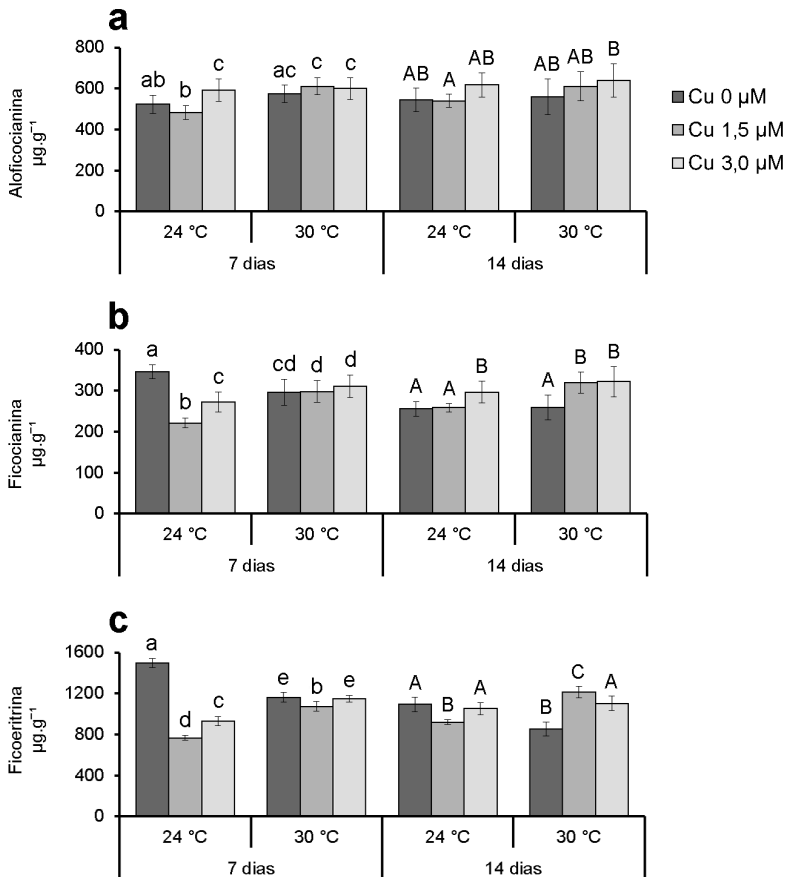 a
800
600
400
200
0
Aloficocianina
µg.g⁻¹
ab b c ac c c AB A AB AB AB B
24 °C 30 °C 24 °C 30 °C
7 dias 14 dias
Cu 0 µM
Cu 1,5 µM
Cu 3,0 µM
b
400
300
200
100
0
Ficocianina
µg.g⁻¹
a b c cd d d A A B A B B
24 °C 30 °C 24 °C 30 °C
7 dias 14 dias
c
1600
1200
800
400
0
Ficoeritrina
µg.g⁻¹
a d c e b e A B A B C A
24 °C 30 °C 24 °C 30 °C
7 dias 14 dias